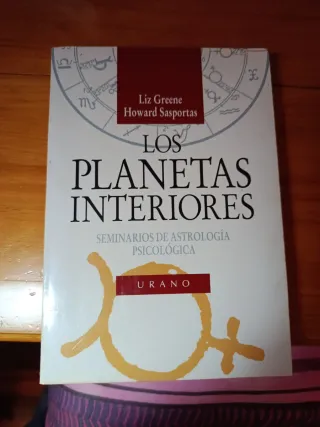 Liz Greene
Howard Sasportas
LOS
PLANETAS
INTERIORES
SEMINARIOS DE ASTROLOGÍA
PSICOLÓGICA
URANO